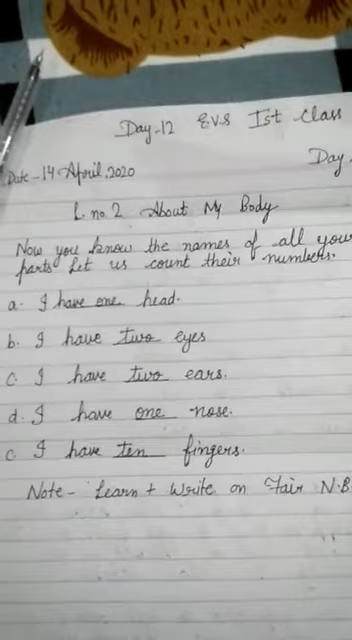 Day-12 E.V.S Ist Class
Date - 14 April, 2020 Day.
L. no. 2 About My Body
Now you know the names of all your
parts Let us count their numbers.
a. I have one head.
b. I have two eyes
c. I have two ears.
d. I have one nose.
c. I have ten fingers.
Note - Learn + Write on Fair N.B